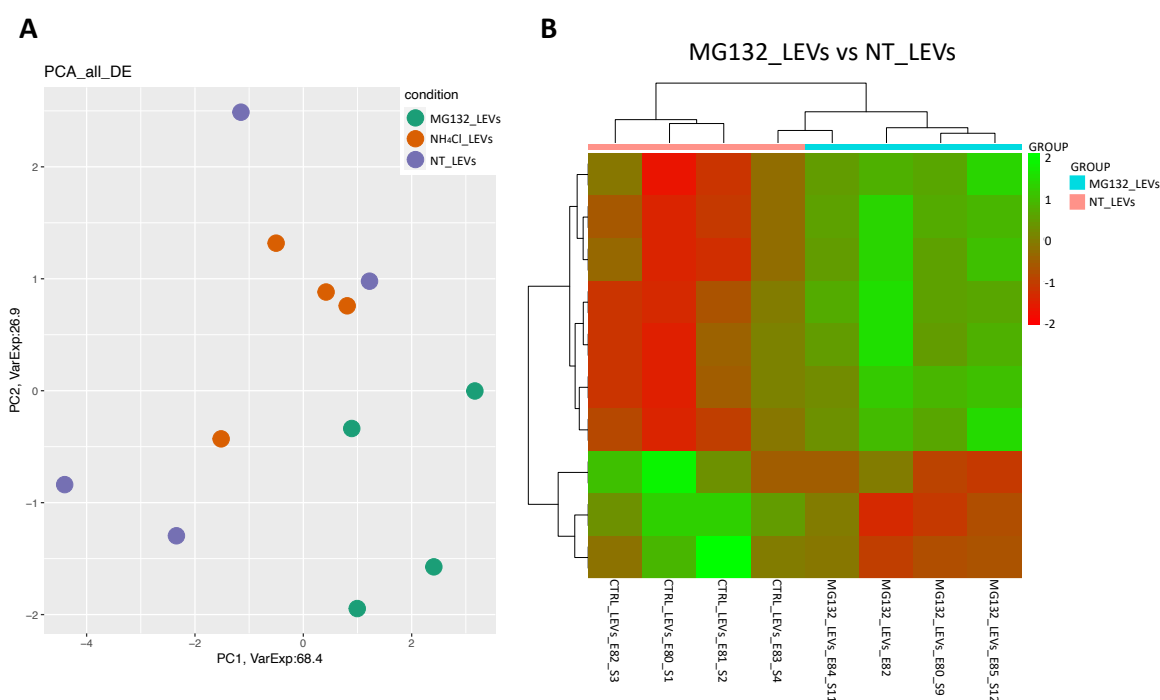 A
PCA_all_DE
condition
MG132_LEVs
NH₄Cl_LEVs
NT_LEVs
2
1
0
−1
−2
−4
−2
0
2
PC1, VarExp:68.4
PC2, VarExp:26.9
B
MG132_LEVs vs NT_LEVs
GROUP
2
1
0
-1
-2
GROUP
MG132_LEVs
NT_LEVs
CTRL_LEVs_E82_S3
CTRL_LEVs_E80_S1
CTRL_LEVs_E81_S2
CTRL_LEVs_E83_S4
MG132_LEVs_E84_S11
MG132_LEVs_E82
MG132_LEVs_E80_S9
MG132_LEVs_E85_S12